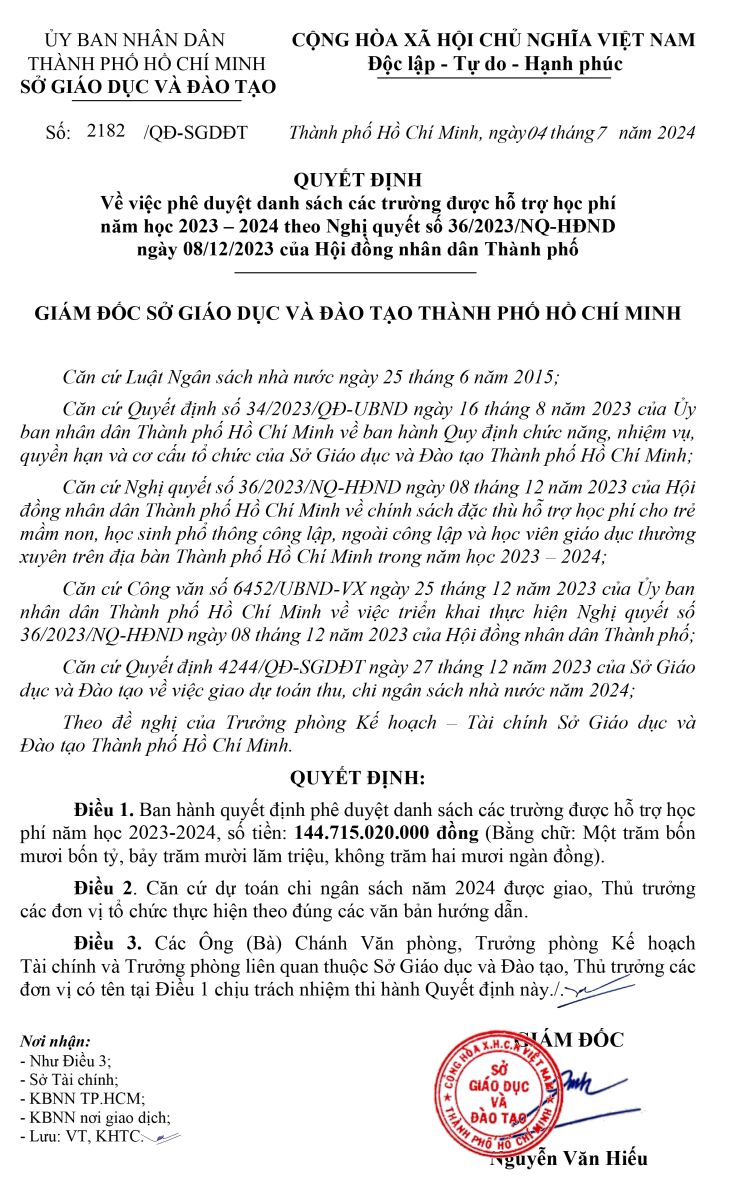 ỦY BAN NHÂN DÂN
THÀNH PHỐ HỒ CHÍ MINH
SỞ GIÁO DỤC VÀ ĐÀO TẠO
CỘNG HÒA XÃ HỘI CHỦ NGHĨA VIỆT NAM
Độc lập - Tự do - Hạnh phúc
Số: 2182 /QĐ-SGDĐT
Thành phố Hồ Chí Minh, ngày 04 tháng 7 năm 2024
QUYẾT ĐỊNH
Về việc phê duyệt danh sách các trường được hỗ trợ học phí
năm học 2023 – 2024 theo Nghị quyết số 36/2023/NQ-HĐND
ngày 08/12/2023 của Hội đồng nhân dân Thành phố
GIÁM ĐỐC SỞ GIÁO DỤC VÀ ĐÀO TẠO THÀNH PHỐ HỒ CHÍ MINH
Căn cứ Luật Ngân sách nhà nước ngày 25 tháng 6 năm 2015;
Căn cứ Quyết định số 34/2023/QĐ-UBND ngày 16 tháng 8 năm 2023 của Ủy
ban nhân dân Thành phố Hồ Chí Minh về ban hành Quy định chức năng, nhiệm vụ,
quyền hạn và cơ cấu tổ chức của Sở Giáo dục và Đào tạo Thành phố Hồ Chí Minh;
Căn cứ Nghị quyết số 36/2023/NQ-HĐND ngày 08 tháng 12 năm 2023 của Hội
đồng nhân dân Thành phố Hồ Chí Minh về chính sách đặc thù hỗ trợ học phí cho trẻ
mầm non, học sinh phổ thông công lập, ngoài công lập và học viên giáo dục thường
xuyên trên địa bàn Thành phố Hồ Chí Minh trong năm học 2023 – 2024;
Căn cứ Công văn số 6452/UBND-VX ngày 25 tháng 12 năm 2023 của Ủy ban
nhân dân Thành phố Hồ Chí Minh về việc triển khai thực hiện Nghị quyết số
36/2023/NQ-HĐND ngày 08 tháng 12 năm 2023 của Hội đồng nhân dân Thành phố;
Căn cứ Quyết định 4244/QĐ-SGDĐT ngày 27 tháng 12 năm 2023 của Sở Giáo
dục và Đào tạo về việc giao dự toán thu, chi ngân sách nhà nước năm 2024;
Theo đề nghị của Trưởng phòng Kế hoạch – Tài chính Sở Giáo dục và
Đào tạo Thành phố Hồ Chí Minh.
QUYẾT ĐỊNH:
Điều 1. Ban hành quyết định phê duyệt danh sách các trường được hỗ trợ học
phí năm học 2023-2024, số tiền: 144.715.020.000 đồng (Bằng chữ: Một trăm bốn
mươi bốn tỷ, bảy trăm mười lăm triệu, không trăm hai mươi ngàn đồng).
Điều 2. Căn cứ dự toán chi ngân sách năm 2024 được giao, Thủ trưởng
các đơn vị tổ chức thực hiện theo đúng các văn bản hướng dẫn.
Điều 3. Các Ông (Bà) Chánh Văn phòng, Trưởng phòng Kế hoạch
Tài chính và Trưởng phòng liên quan thuộc Sở Giáo dục và Đào tạo, Thủ trưởng các
đơn vị có tên tại Điều 1 chịu trách nhiệm thi hành Quyết định này./.
Nơi nhận:
- Như Điều 3;
- Sở Tài chính;
- KBNN TP.HCM;
- KBNN nơi giao dịch;
- Lưu: VT, KHTC.
GIÁM ĐỐC
CỘNG HÒA X.H.C.N VIỆT NAM
SỞ
GIÁO DỤC
VÀ
ĐÀO TẠO
THÀNH PHỐ HỒ CHÍ MINH
Nguyễn Văn Hiếu